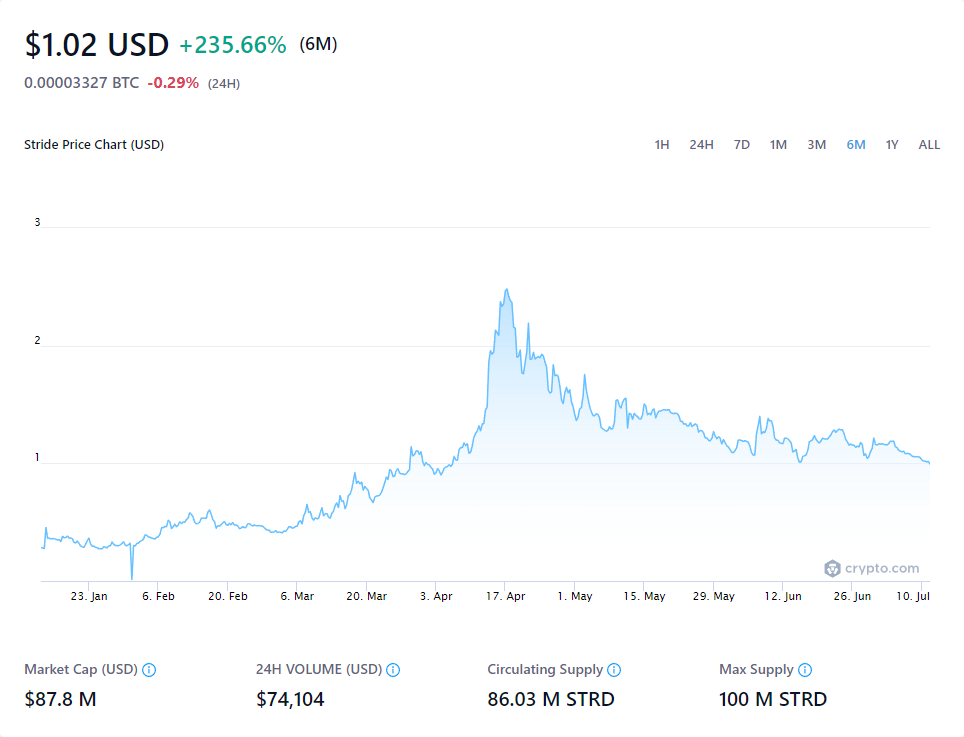 $1.02 USD +235.66% (6M)
0.00003327 BTC -0.29% (24H)
Stride Price Chart (USD) 1H 24H 7D 1M 3M 6M 1Y ALL
3
2
1
crypto.com
23. Jan 6. Feb 20. Feb 6. Mar 20. Mar 3. Apr 17. Apr 1. May 15. May 29. May 12. Jun 26. Jun 10. Jul
Market Cap (USD) 24H VOLUME (USD) Circulating Supply Max Supply
$87.8 M $74,104 86.03 M STRD 100 M STRD